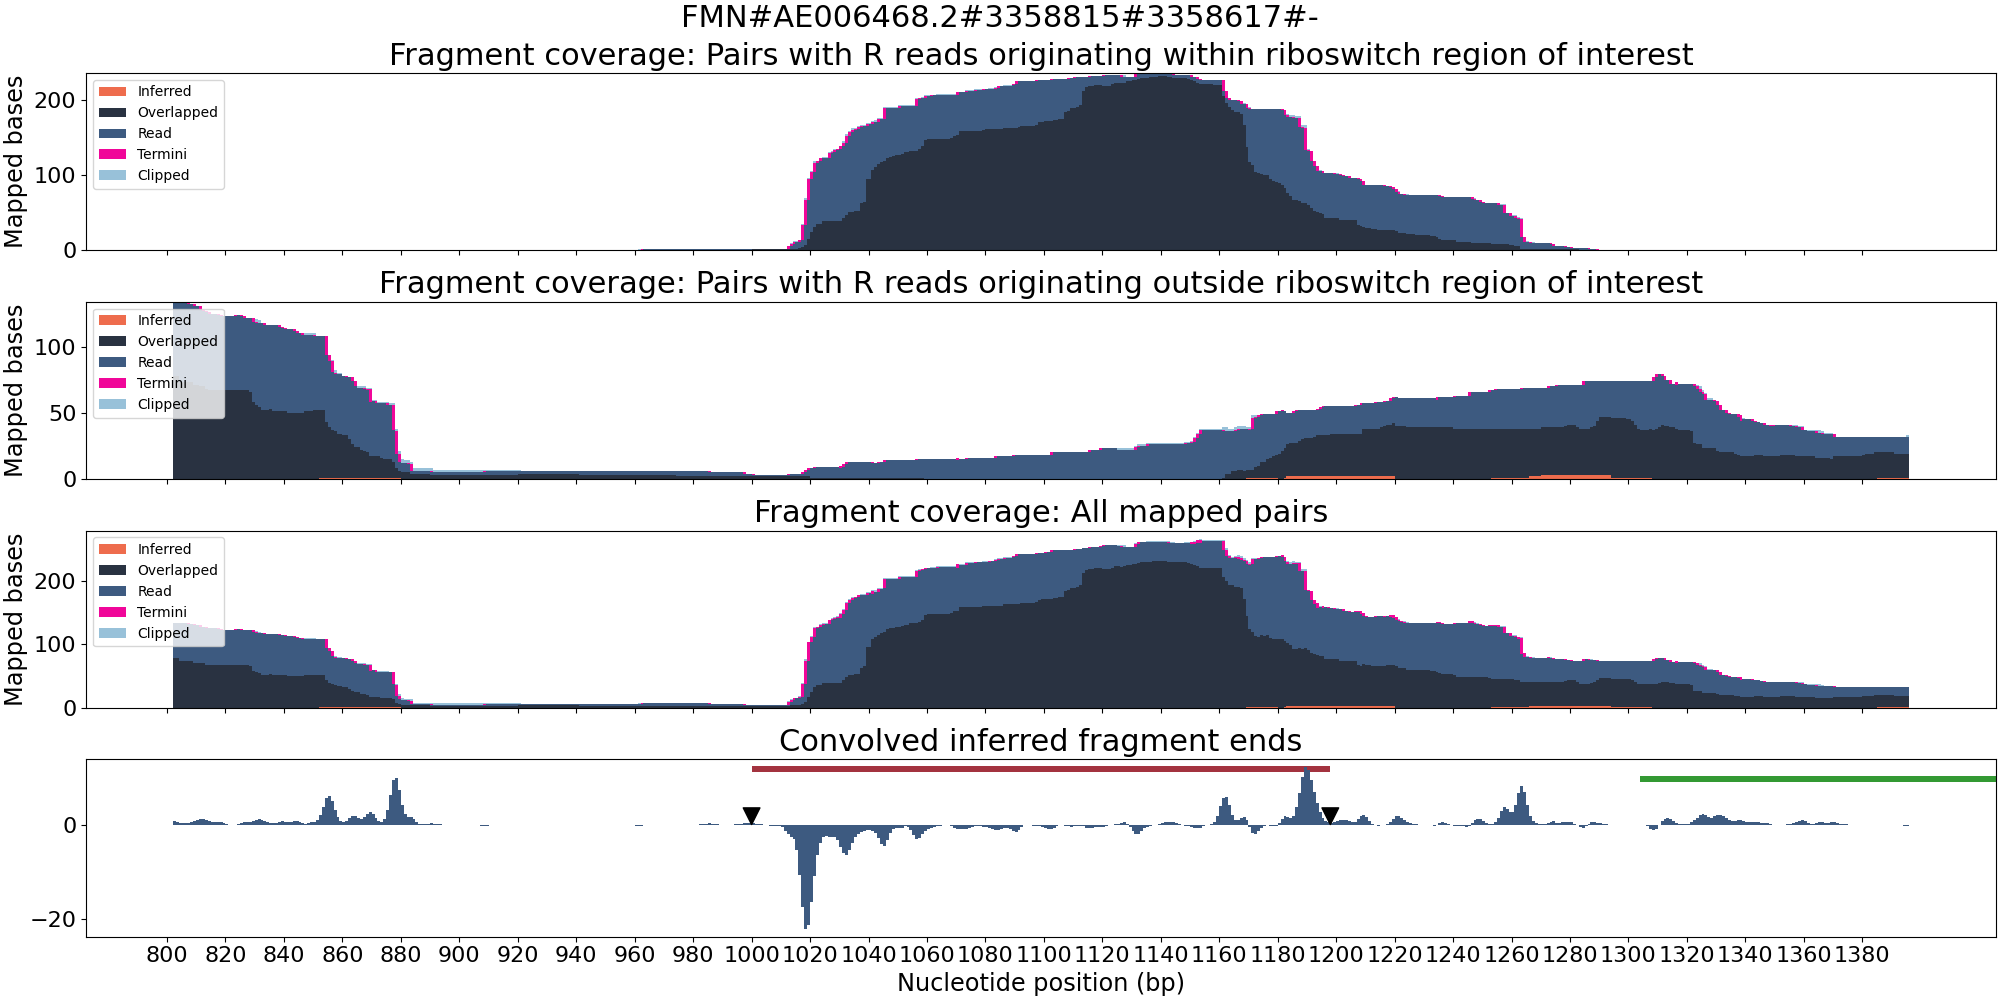 FMN#AE006468.2#3358815#3358617#-
Fragment coverage: Pairs with R reads originating within riboswitch region of interest
Mapped bases
200
100
0
Inferred
Overlapped
Read
Termini
Clipped
Fragment coverage: Pairs with R reads originating outside riboswitch region of interest
Mapped bases
100
50
0
Inferred
Overlapped
Read
Termini
Clipped
Fragment coverage: All mapped pairs
Mapped bases
200
100
0
Inferred
Overlapped
Read
Termini
Clipped
Convolved inferred fragment ends
0
−20
800 820 840 860 880 900 920 940 960 980 1000 1020 1040 1060 1080 1100 1120 1140 1160 1180 1200 1220 1240 1260 1280 1300 1320 1340 1360 1380
Nucleotide position (bp)